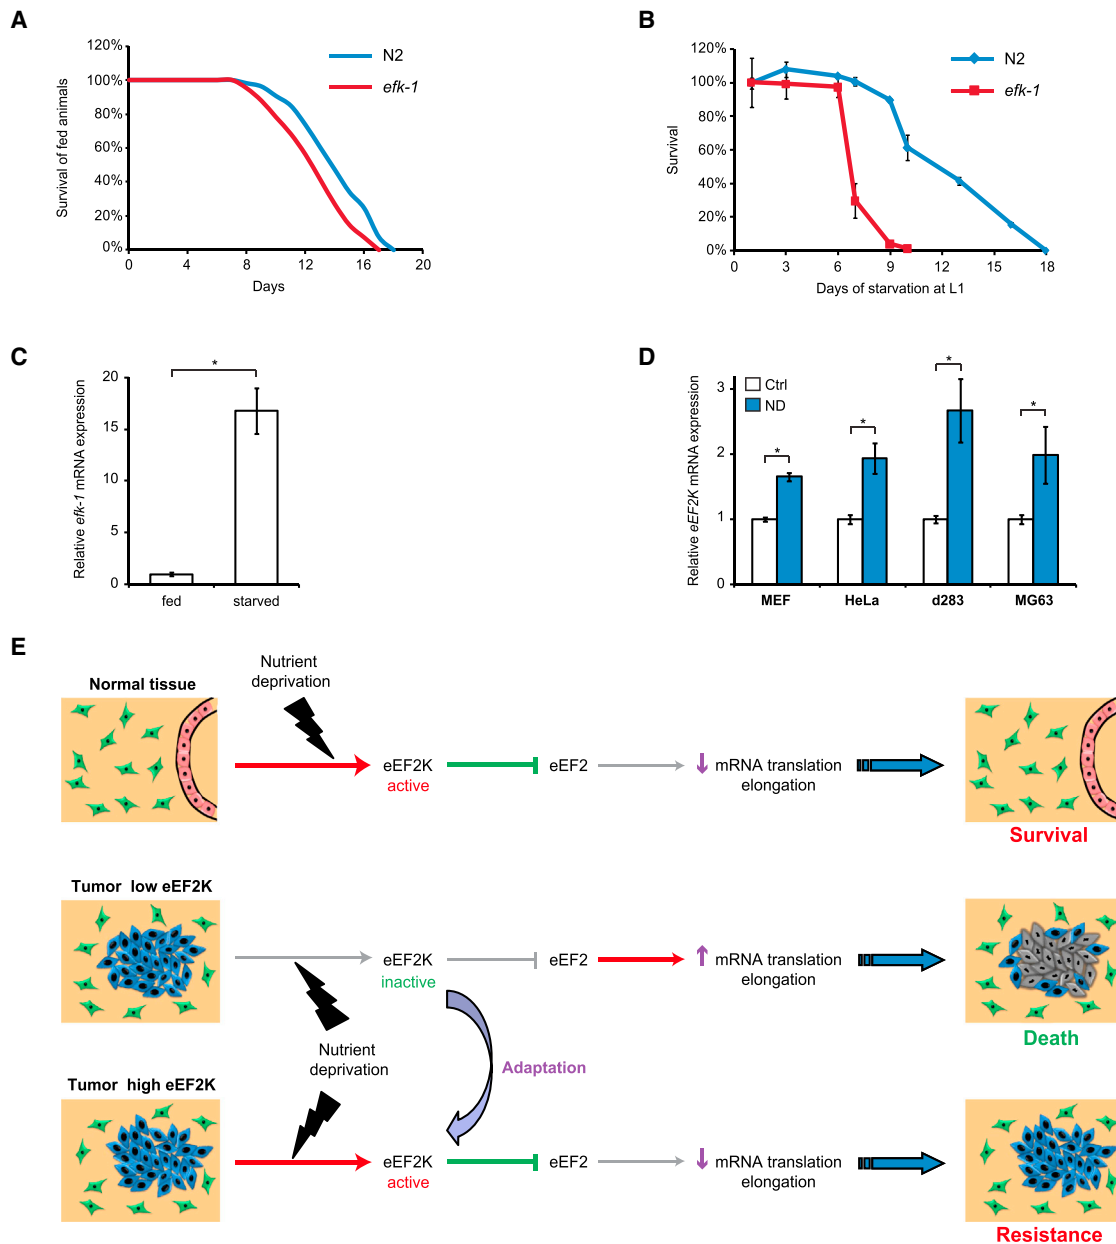 A
Survival of fed animals
120%
100%
80%
60%
40%
20%
0%
0 4 8 12 16 20
Days
N2
efk-1
B
Survival
120%
100%
80%
60%
40%
20%
0%
0 3 6 9 12 15 18
Days of starvation at L1
N2
efk-1
C
Relative efk-1 mRNA expression
20
15
10
5
0
*
fed starved
D
Relative eEF2K mRNA expression
3
2
1
0
Ctrl
ND
* * * *
MEF HeLa d283 MG63
E
Normal tissue
Nutrient
deprivation
eEF2K
active
eEF2
mRNA translation
elongation
Survival
Tumor low eEF2K
eEF2K
inactive
eEF2
mRNA translation
elongation
Death
Nutrient
deprivation
Adaptation
Tumor high eEF2K
eEF2K
active
eEF2
mRNA translation
elongation
Resistance